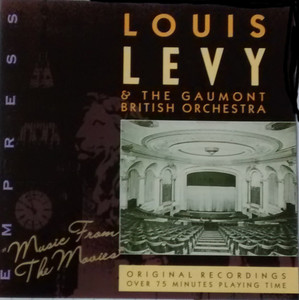 LOUIS
LEVY
& THE GAUMONT
BRITISH ORCHESTRA
EMPRESS
"Music From
The Movies"
ORIGINAL RECORDINGS
OVER 75 MINUTES PLAYING TIME